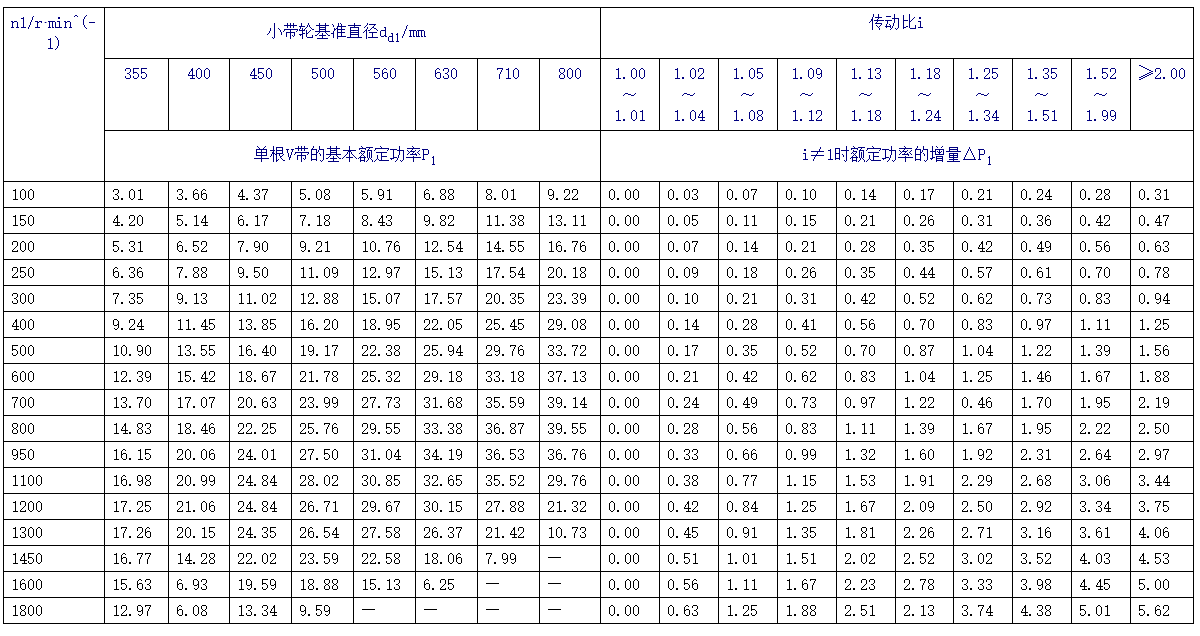 n1/r·min^(-1)
小带轮基准直径dd1/mm
传动比i
355 400 450 500 560 630 710 800 1.00～1.01 1.02～1.04 1.05～1.08 1.09～1.12 1.13～1.18 1.18～1.24 1.25～1.34 1.35～1.51 1.52～1.99 ≥2.00
单根V带的基本额定功率P1
i≠1时额定功率的增量△P1
100 3.01 3.66 4.37 5.08 5.91 6.88 8.01 9.22 0.00 0.03 0.07 0.10 0.14 0.17 0.21 0.24 0.28 0.31
150 4.20 5.14 6.17 7.18 8.43 9.82 11.38 13.11 0.00 0.05 0.11 0.15 0.21 0.26 0.31 0.36 0.42 0.47
200 5.31 6.52 7.90 9.21 10.76 12.54 14.55 16.76 0.00 0.07 0.14 0.21 0.28 0.35 0.42 0.49 0.56 0.63
250 6.36 7.88 9.50 11.09 12.97 15.13 17.54 20.18 0.00 0.09 0.18 0.26 0.35 0.44 0.57 0.61 0.70 0.78
300 7.35 9.13 11.02 12.88 15.07 17.57 20.35 23.39 0.00 0.10 0.21 0.31 0.42 0.52 0.62 0.73 0.83 0.94
400 9.24 11.45 13.85 16.20 18.95 22.05 25.45 29.08 0.00 0.14 0.28 0.41 0.56 0.70 0.83 0.97 1.11 1.25
500 10.90 13.55 16.40 19.17 22.38 25.94 29.76 33.72 0.00 0.17 0.35 0.52 0.70 0.87 1.04 1.22 1.39 1.56
600 12.39 15.42 18.67 21.78 25.32 29.18 33.18 37.13 0.00 0.21 0.42 0.62 0.83 1.04 1.25 1.46 1.67 1.88
700 13.70 17.07 20.63 23.99 27.73 31.68 35.59 39.14 0.00 0.24 0.49 0.73 0.97 1.22 0.46 1.70 1.95 2.19
800 14.83 18.46 22.25 25.76 29.55 33.38 36.87 39.55 0.00 0.28 0.56 0.83 1.11 1.39 1.67 1.95 2.22 2.50
950 16.15 20.06 24.01 27.50 31.04 34.19 36.53 36.76 0.00 0.33 0.66 0.99 1.32 1.60 1.92 2.31 2.64 2.97
1100 16.98 20.99 24.84 28.02 30.85 32.65 35.52 29.76 0.00 0.38 0.77 1.15 1.53 1.91 2.29 2.68 3.06 3.44
1200 17.25 21.06 24.84 26.71 29.67 30.15 27.88 21.32 0.00 0.42 0.84 1.25 1.67 2.09 2.50 2.92 3.34 3.75
1300 17.26 20.15 24.35 26.54 27.58 26.37 21.42 10.73 0.00 0.45 0.91 1.35 1.81 2.26 2.71 3.16 3.61 4.06
1450 16.77 14.28 22.02 23.59 22.58 18.06 7.99 — 0.00 0.51 1.01 1.51 2.02 2.52 3.02 3.52 4.03 4.53
1600 15.63 6.93 19.59 18.88 15.13 6.25 — — 0.00 0.56 1.11 1.67 2.23 2.78 3.33 3.98 4.45 5.00
1800 12.97 6.08 13.34 9.59 — — — — 0.00 0.63 1.25 1.88 2.51 2.13 3.74 4.38 5.01 5.62